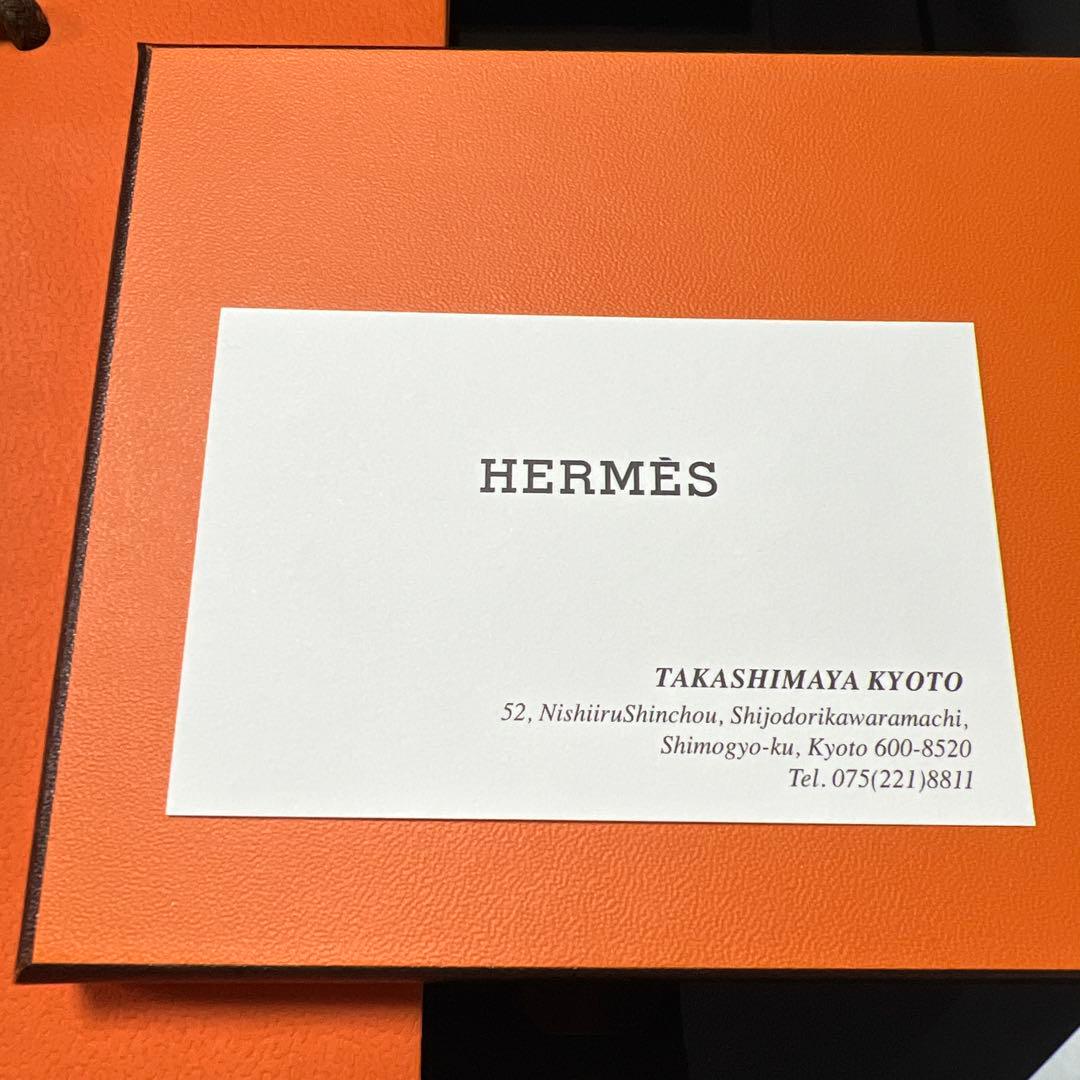 HERMÈS
TAKASHIMAYA KYOTO
52, NishiiruShinchou, Shijodorikawaramachi,
Shimogyo-ku, Kyoto 600-8520
Tel. 075(221)8811